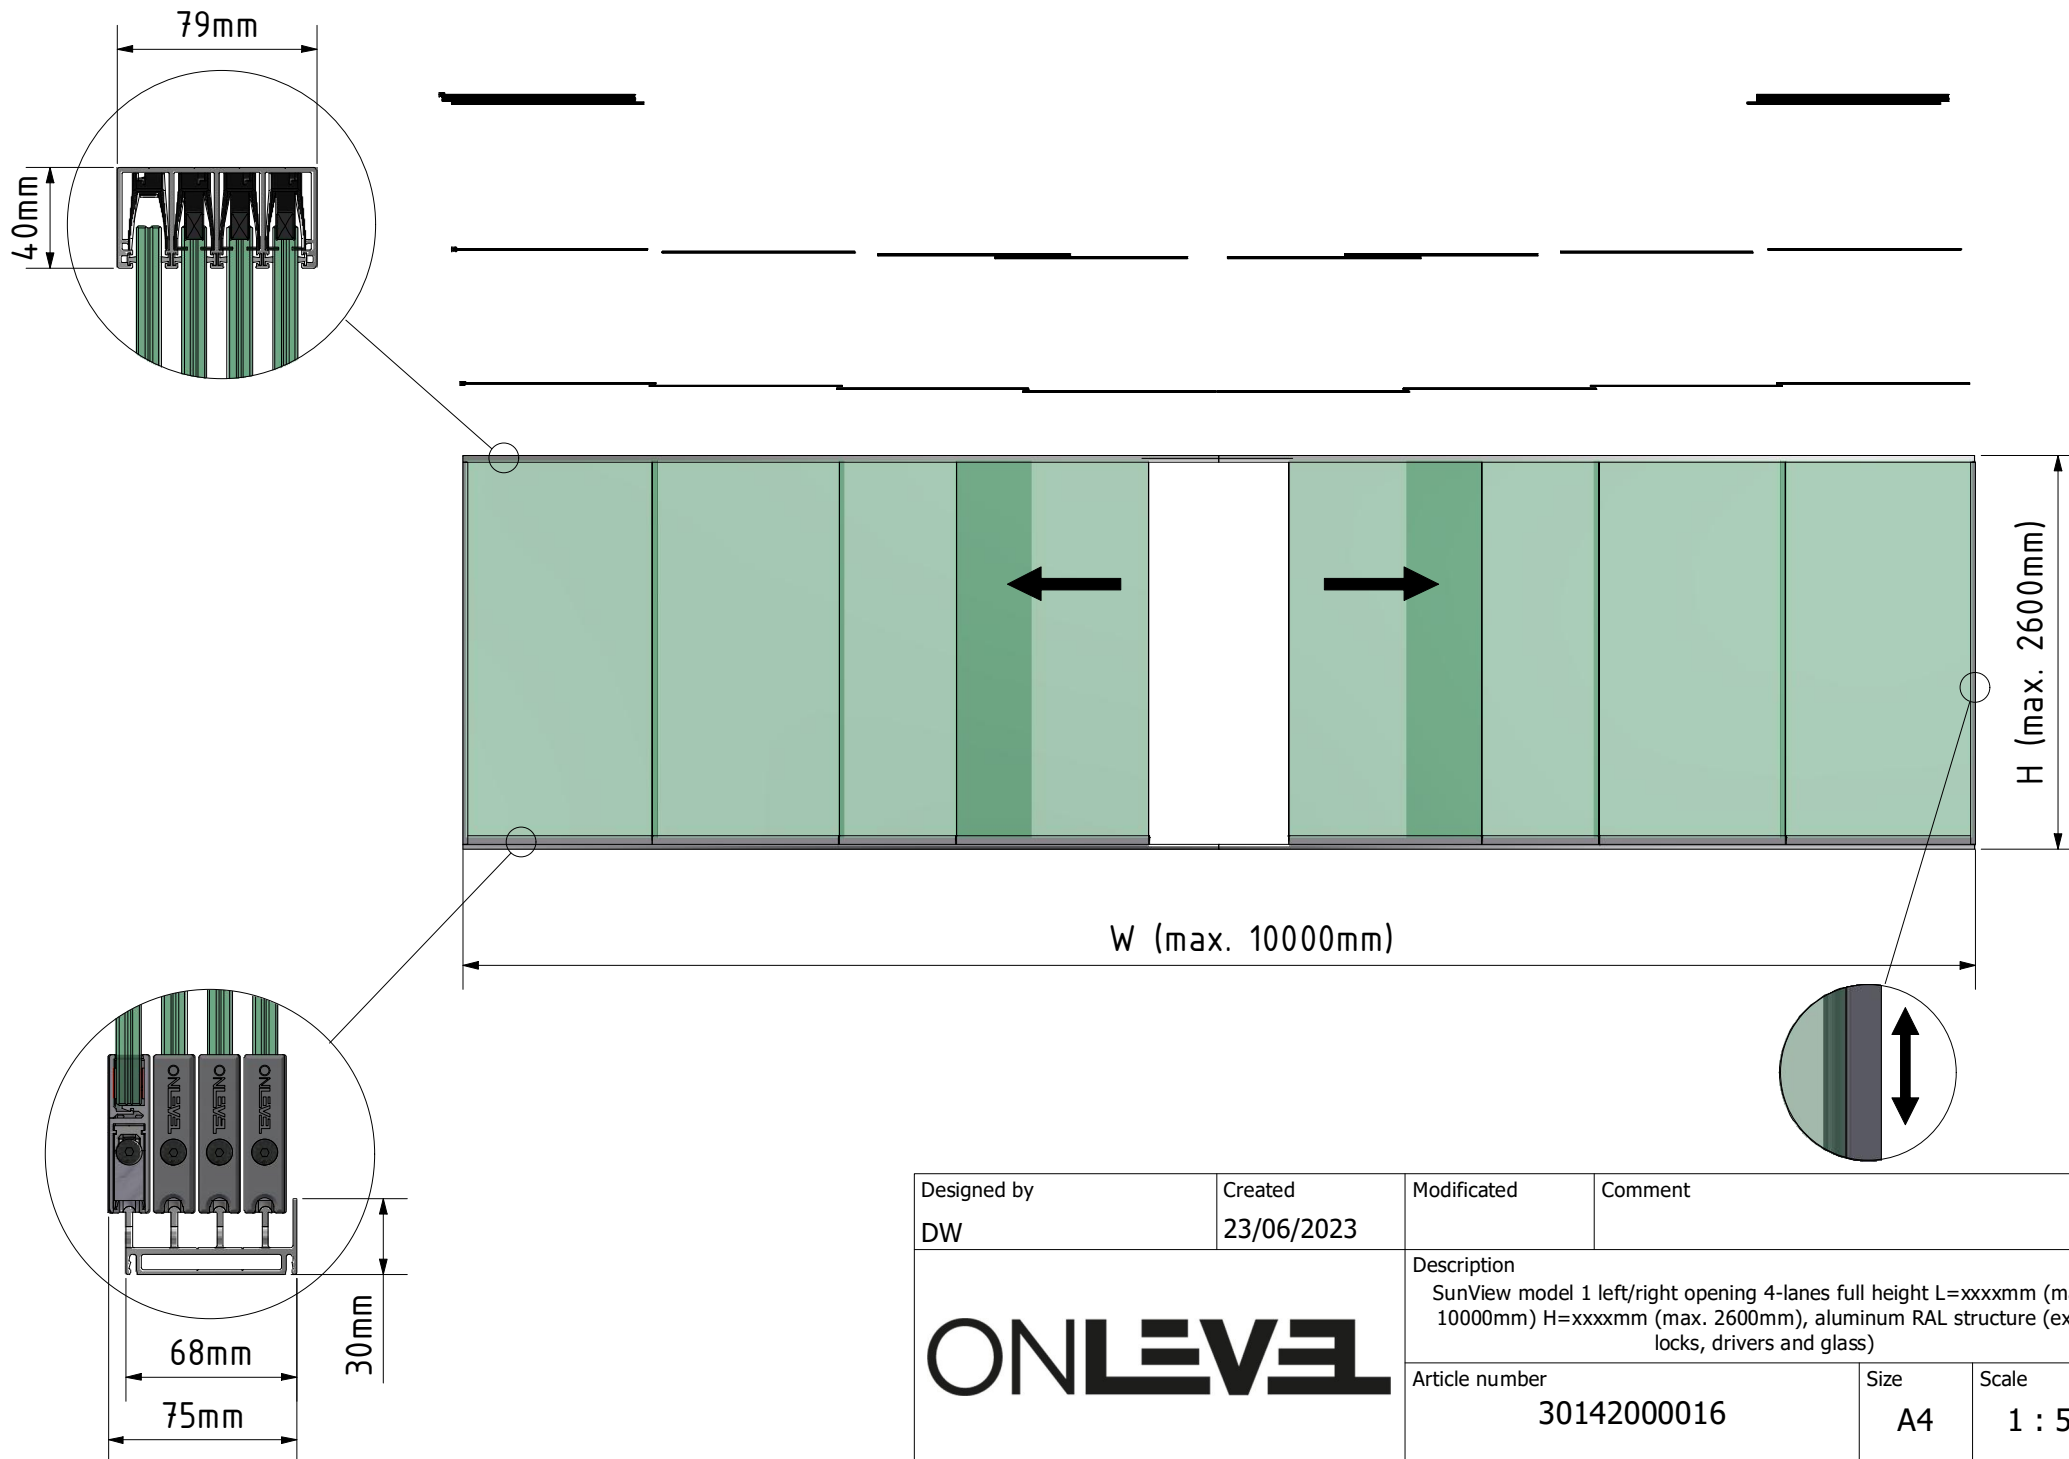 79mm
40mm
H (max. 2600mm)
W (max. 10000mm)
ONLEVEL
ONLEVEL
ONLEVEL
30mm
68mm
75mm
Designed by
DW
Created
23/06/2023
Modificated
Comment
ONLEVEL
Description
SunView model 1 left/right opening 4-lanes full height L=xxxxmm (m
10000mm) H=xxxxmm (max. 2600mm), aluminum RAL structure (ex
locks, drivers and glass)
Article number
30142000016
Size
A4
Scale
1 : 5